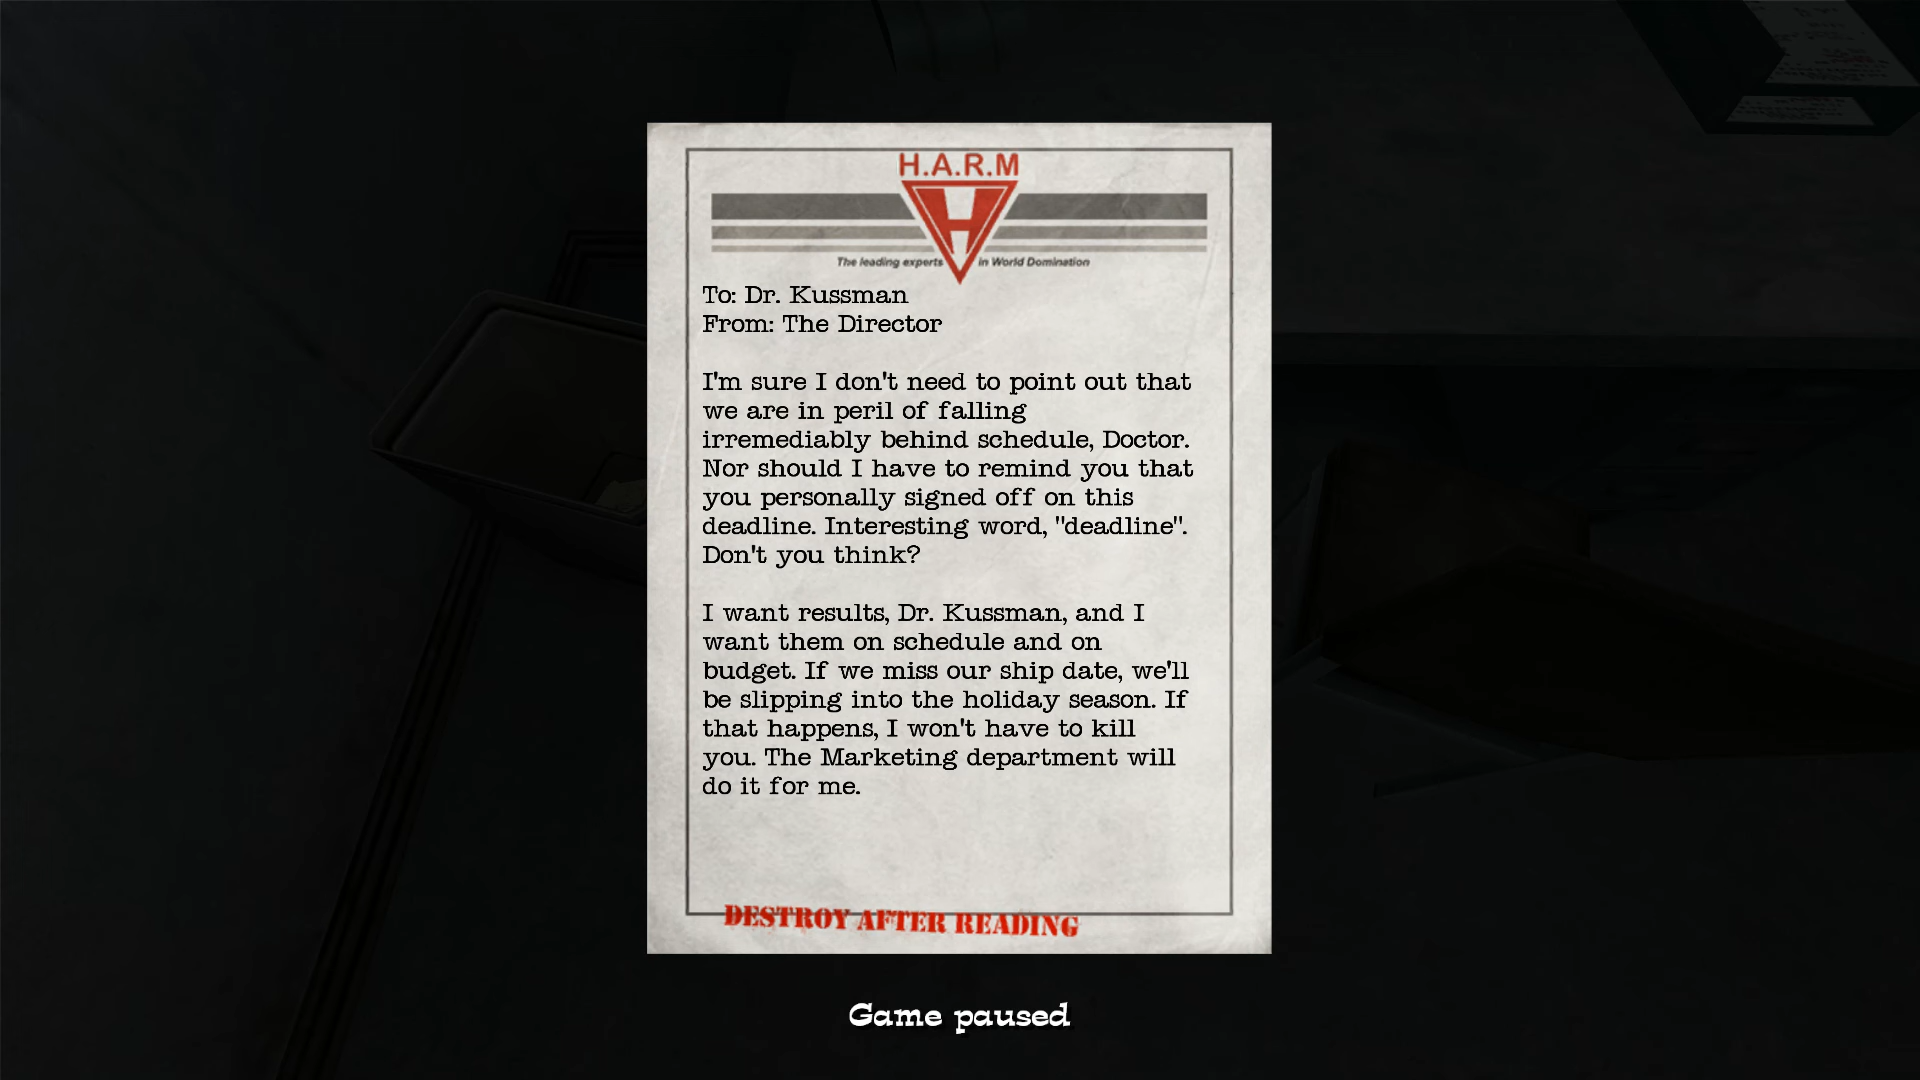 H.A.R.M
H
The leading experts in World Domination
To: Dr. Kussman
From: The Director
I'm sure I don't need to point out that
we are in peril of falling
irremediably behind schedule, Doctor.
Nor should I have to remind you that
you personally signed off on this
deadline. Interesting word, "deadline".
Don't you think?
I want results, Dr. Kussman, and I
want them on schedule and on
budget. If we miss our ship date, we'll
be slipping into the holiday season. If
that happens, I won't have to kill
you. The Marketing department will
do it for me.
DESTROY AFTER READING
Game paused